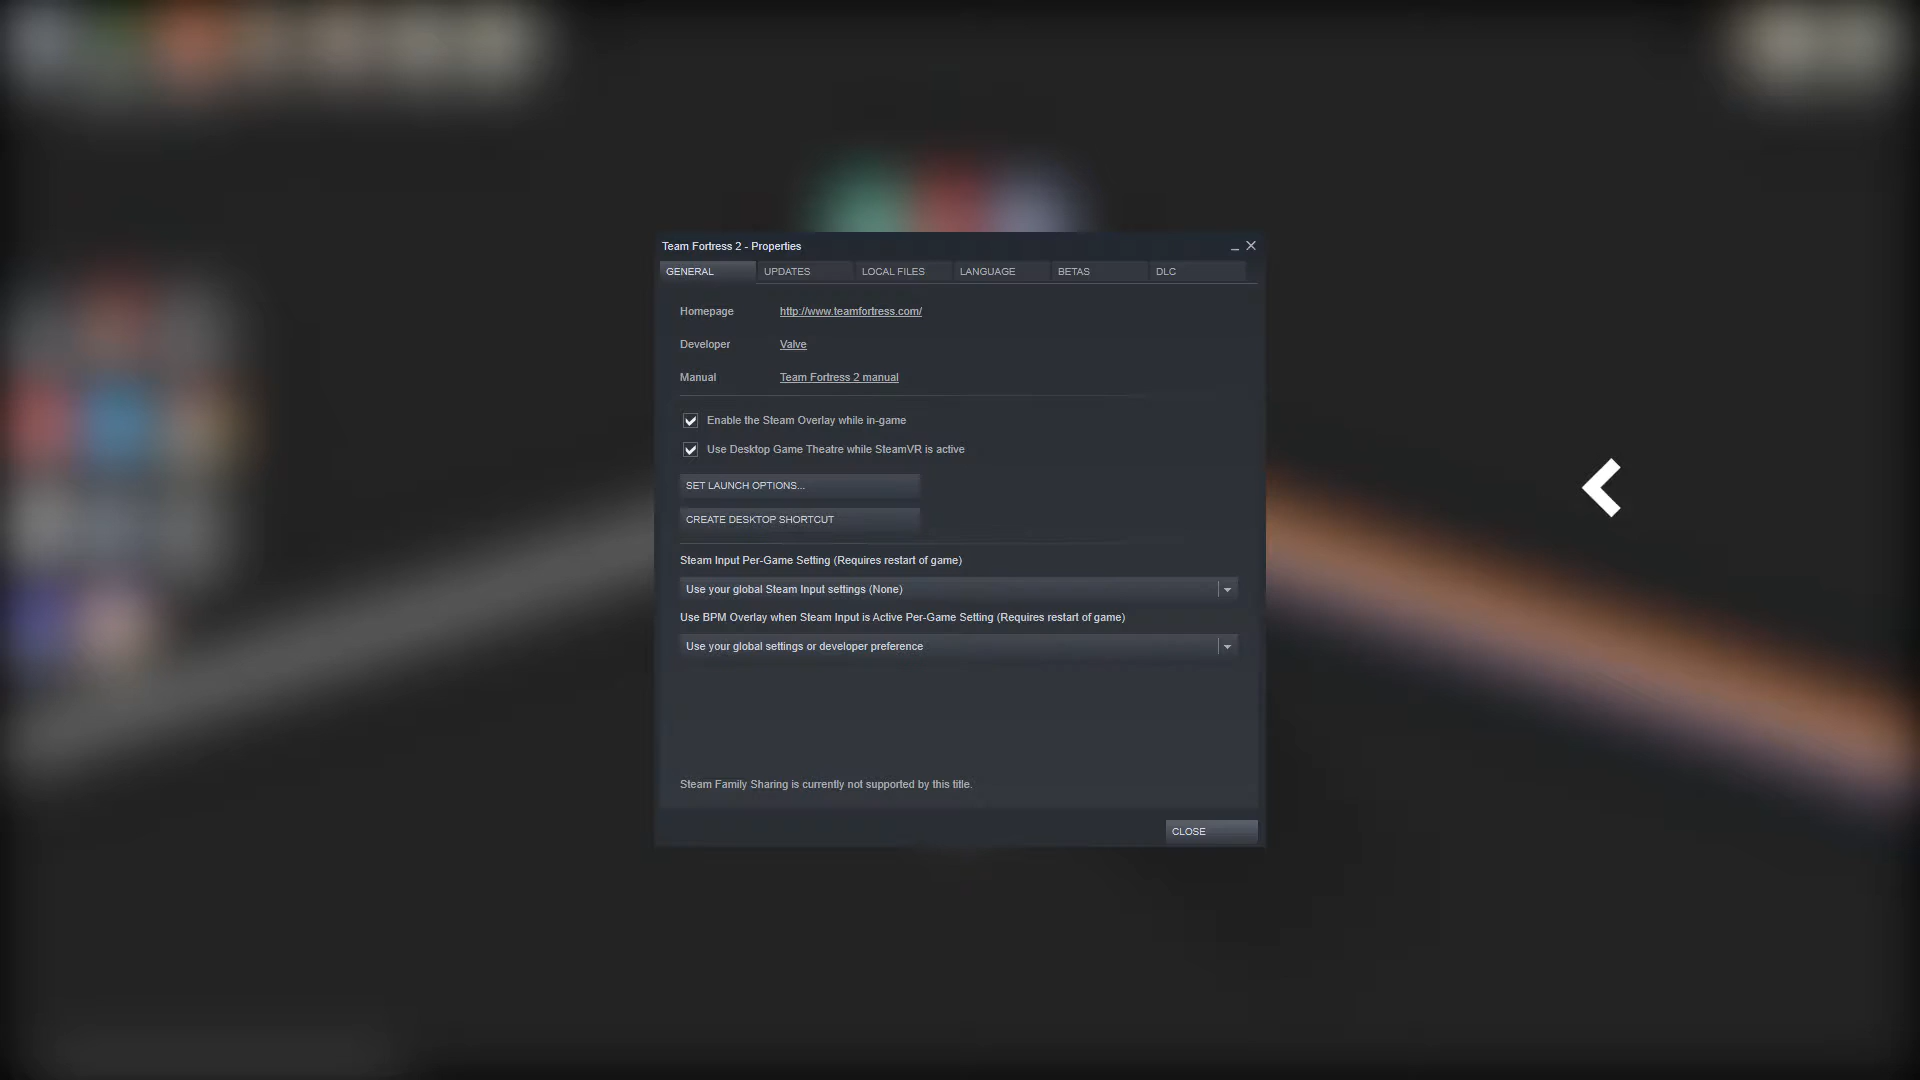 Team Fortress 2 - Properties
GENERAL
UPDATES
LOCAL FILES
LANGUAGE
BETAS
DLC
Homepage
http://www.teamfortress.com/
Developer
Valve
Manual
Team Fortress 2 manual
Enable the Steam Overlay while in-game
Use Desktop Game Theatre while SteamVR is active
SET LAUNCH OPTIONS...
CREATE DESKTOP SHORTCUT
Steam Input Per-Game Setting (Requires restart of game)
Use your global Steam Input settings (None)
Use BPM Overlay when Steam Input is Active Per-Game Setting (Requires restart of game)
Use your global settings or developer preference
Steam Family Sharing is currently not supported by this title.
CLOSE